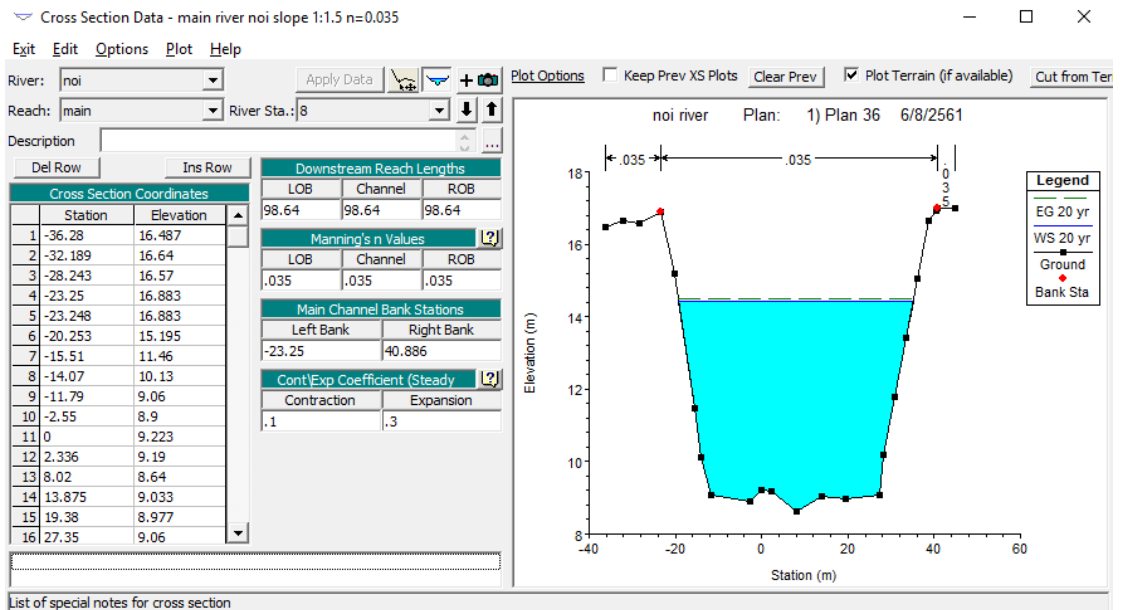 Cross Section Data - main river noi slope 1:1.5 n=0.035
Exit Edit Options Plot Help
River: noi Apply Data
Reach: main River Sta.: 8
Description ...
Del Row Ins Row
Cross Section Coordinates
Station Elevation
1 -36.28 16.487
2 -32.189 16.64
3 -28.243 16.57
4 -23.25 16.883
5 -23.248 16.883
6 -20.253 15.195
7 -15.51 11.46
8 -14.07 10.13
9 -11.79 9.06
10 -2.55 8.9
11 0 9.223
12 2.336 9.19
13 8.02 8.64
14 13.875 9.033
15 19.38 8.977
16 27.35 9.06
Downstream Reach Lengths
LOB Channel ROB
98.64 98.64 98.64
Manning's n Values ?
LOB Channel ROB
.035 .035 .035
Main Channel Bank Stations
Left Bank Right Bank
-23.25 40.886
Cont\Exp Coefficient (Steady ?
Contraction Expansion
.1 .3
Plot Options Keep Prev XS Plots Clear Prev Plot Terrain (if available) Cut from Ter
noi river Plan: 1) Plan 36 6/8/2561
.035 .035 .035
18
16
14
12
10
8
-40 -20 0 20 40 60
Elevation (m)
Station (m)
Legend
EG 20 yr
WS 20 yr
Ground
Bank Sta
List of special notes for cross section